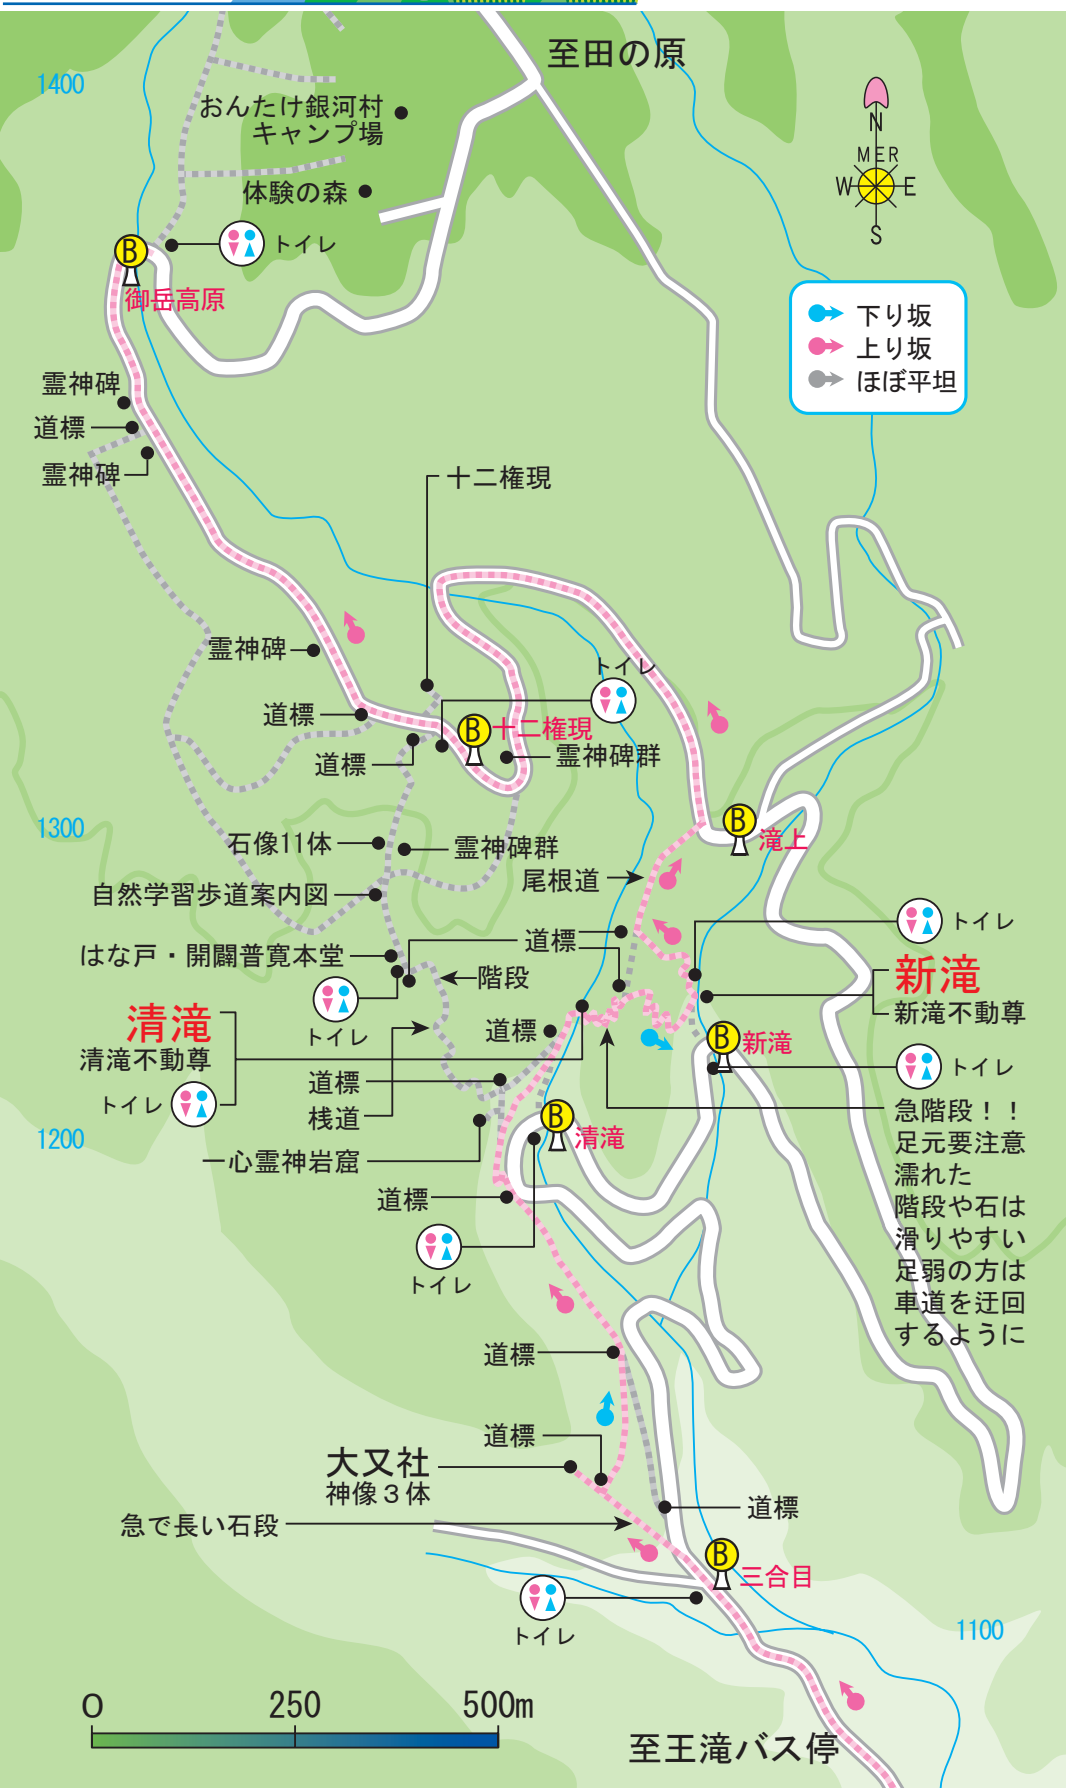 至田の原
1400
おんたけ銀河村
キャンプ場
N
MER
W
E
S
体験の森
トイレ
B
御岳高原
下り坂
上り坂
ほぼ平坦
霊神碑
道標
霊神碑
十二権現
霊神碑
トイレ
道標
B
十二権現
道標
霊神碑群
1300
B
滝上
石像11体
霊神碑群
尾根道
自然学習歩道案内図
トイレ
道標
はな戸・開闢普寛本堂
階段
新滝
新滝不動尊
トイレ
清滝
清滝不動尊
道標
B
新滝
トイレ
道標
トイレ
桟道
急階段！！
足元要注意
濡れた
階段や石は
滑りやすい
足弱の方は
車道を迂回
するように
B
清滝
1200
一心霊神岩窟
道標
トイレ
道標
道標
大又社
神像３体
道標
急で長い石段
B
三合目
トイレ
1100
0
250
500m
至王滝バス停